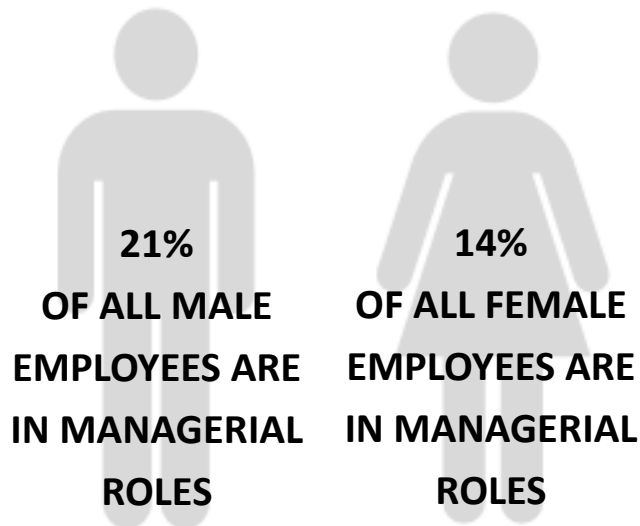 21%
OF ALL MALE
EMPLOYEES ARE
IN MANAGERIAL
ROLES
14%
OF ALL FEMALE
EMPLOYEES ARE
IN MANAGERIAL
ROLES